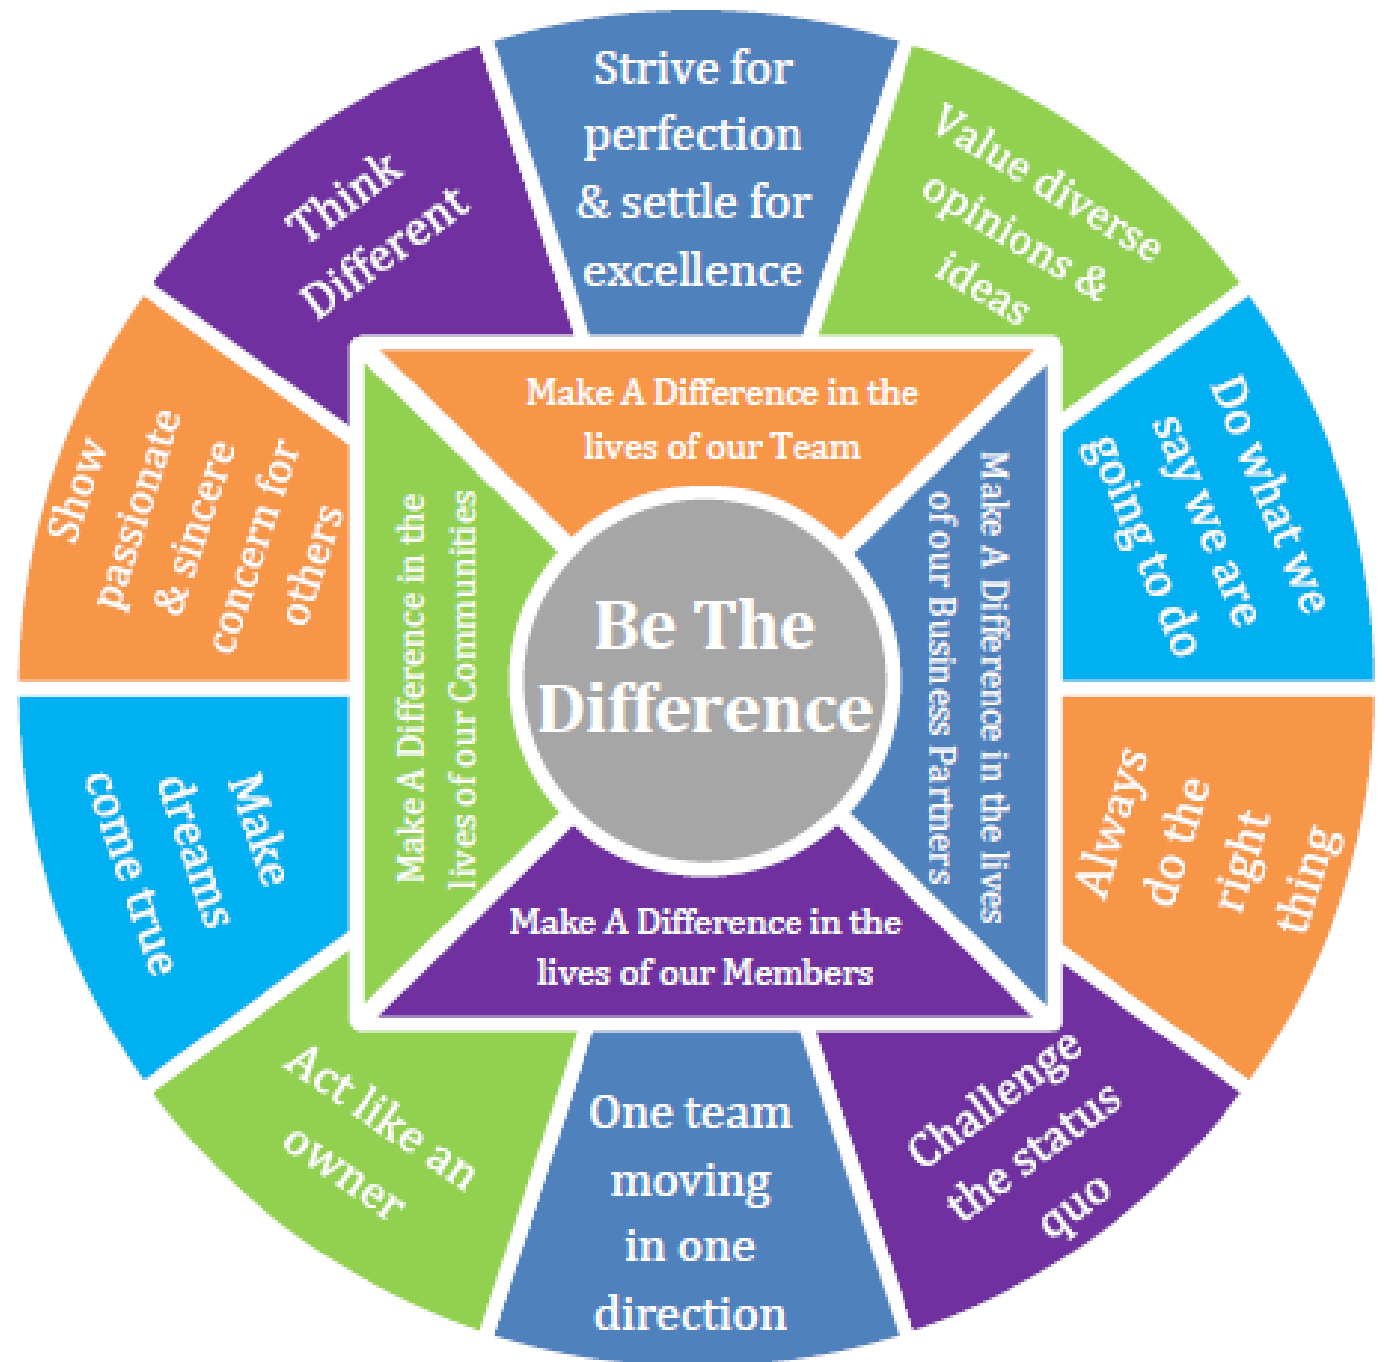 Strive for
perfection
& settle for
excellence
Value diverse
opinions &
ideas
Do what we
say we are
going to do
Always
do the
right
thing
Challenge
the status
quo
One team
moving
in one
direction
Act like an
owner
Make
dreams
come true
Show
passionate
& sincere
concern for
others
Think
Different
Make A Difference in the
lives of our Team
Make A Difference in the lives
of our Business Partners
Make A Difference in the
lives of our Members
Make A Difference in the
lives of our Communities
Be The
Difference